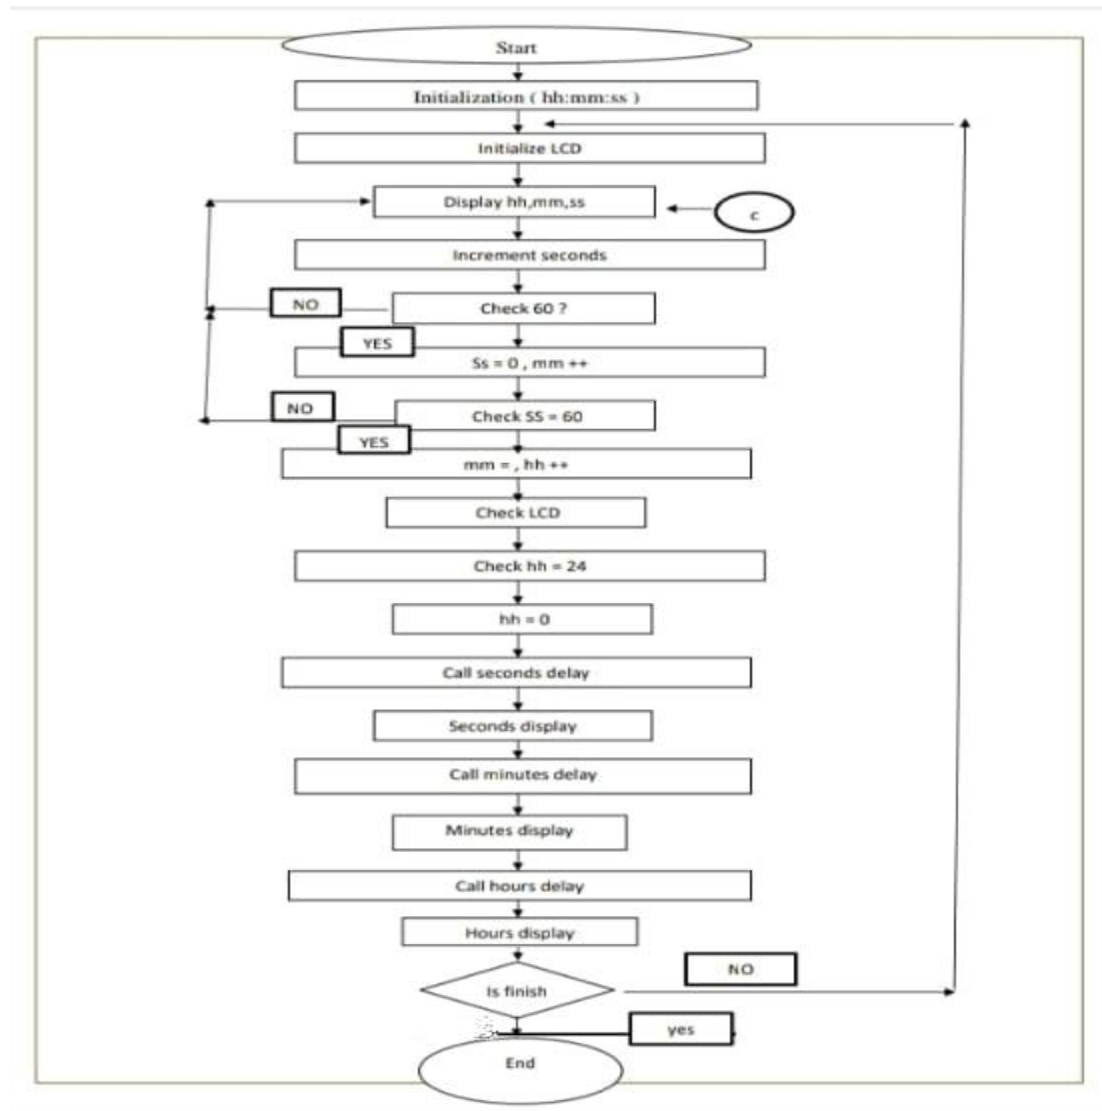 Start
Initialization ( hh:mm:ss )
Initialize LCD
Display hh,mm,ss
c
Increment seconds
NO
Check 60 ?
YES
Ss = 0 , mm ++
NO
Check SS = 60
YES
mm = , hh ++
Check LCD
Check hh = 24
hh = 0
Call seconds delay
Seconds display
Call minutes delay
Minutes display
Call hours delay
Hours display
NO
Is finish
yes
End